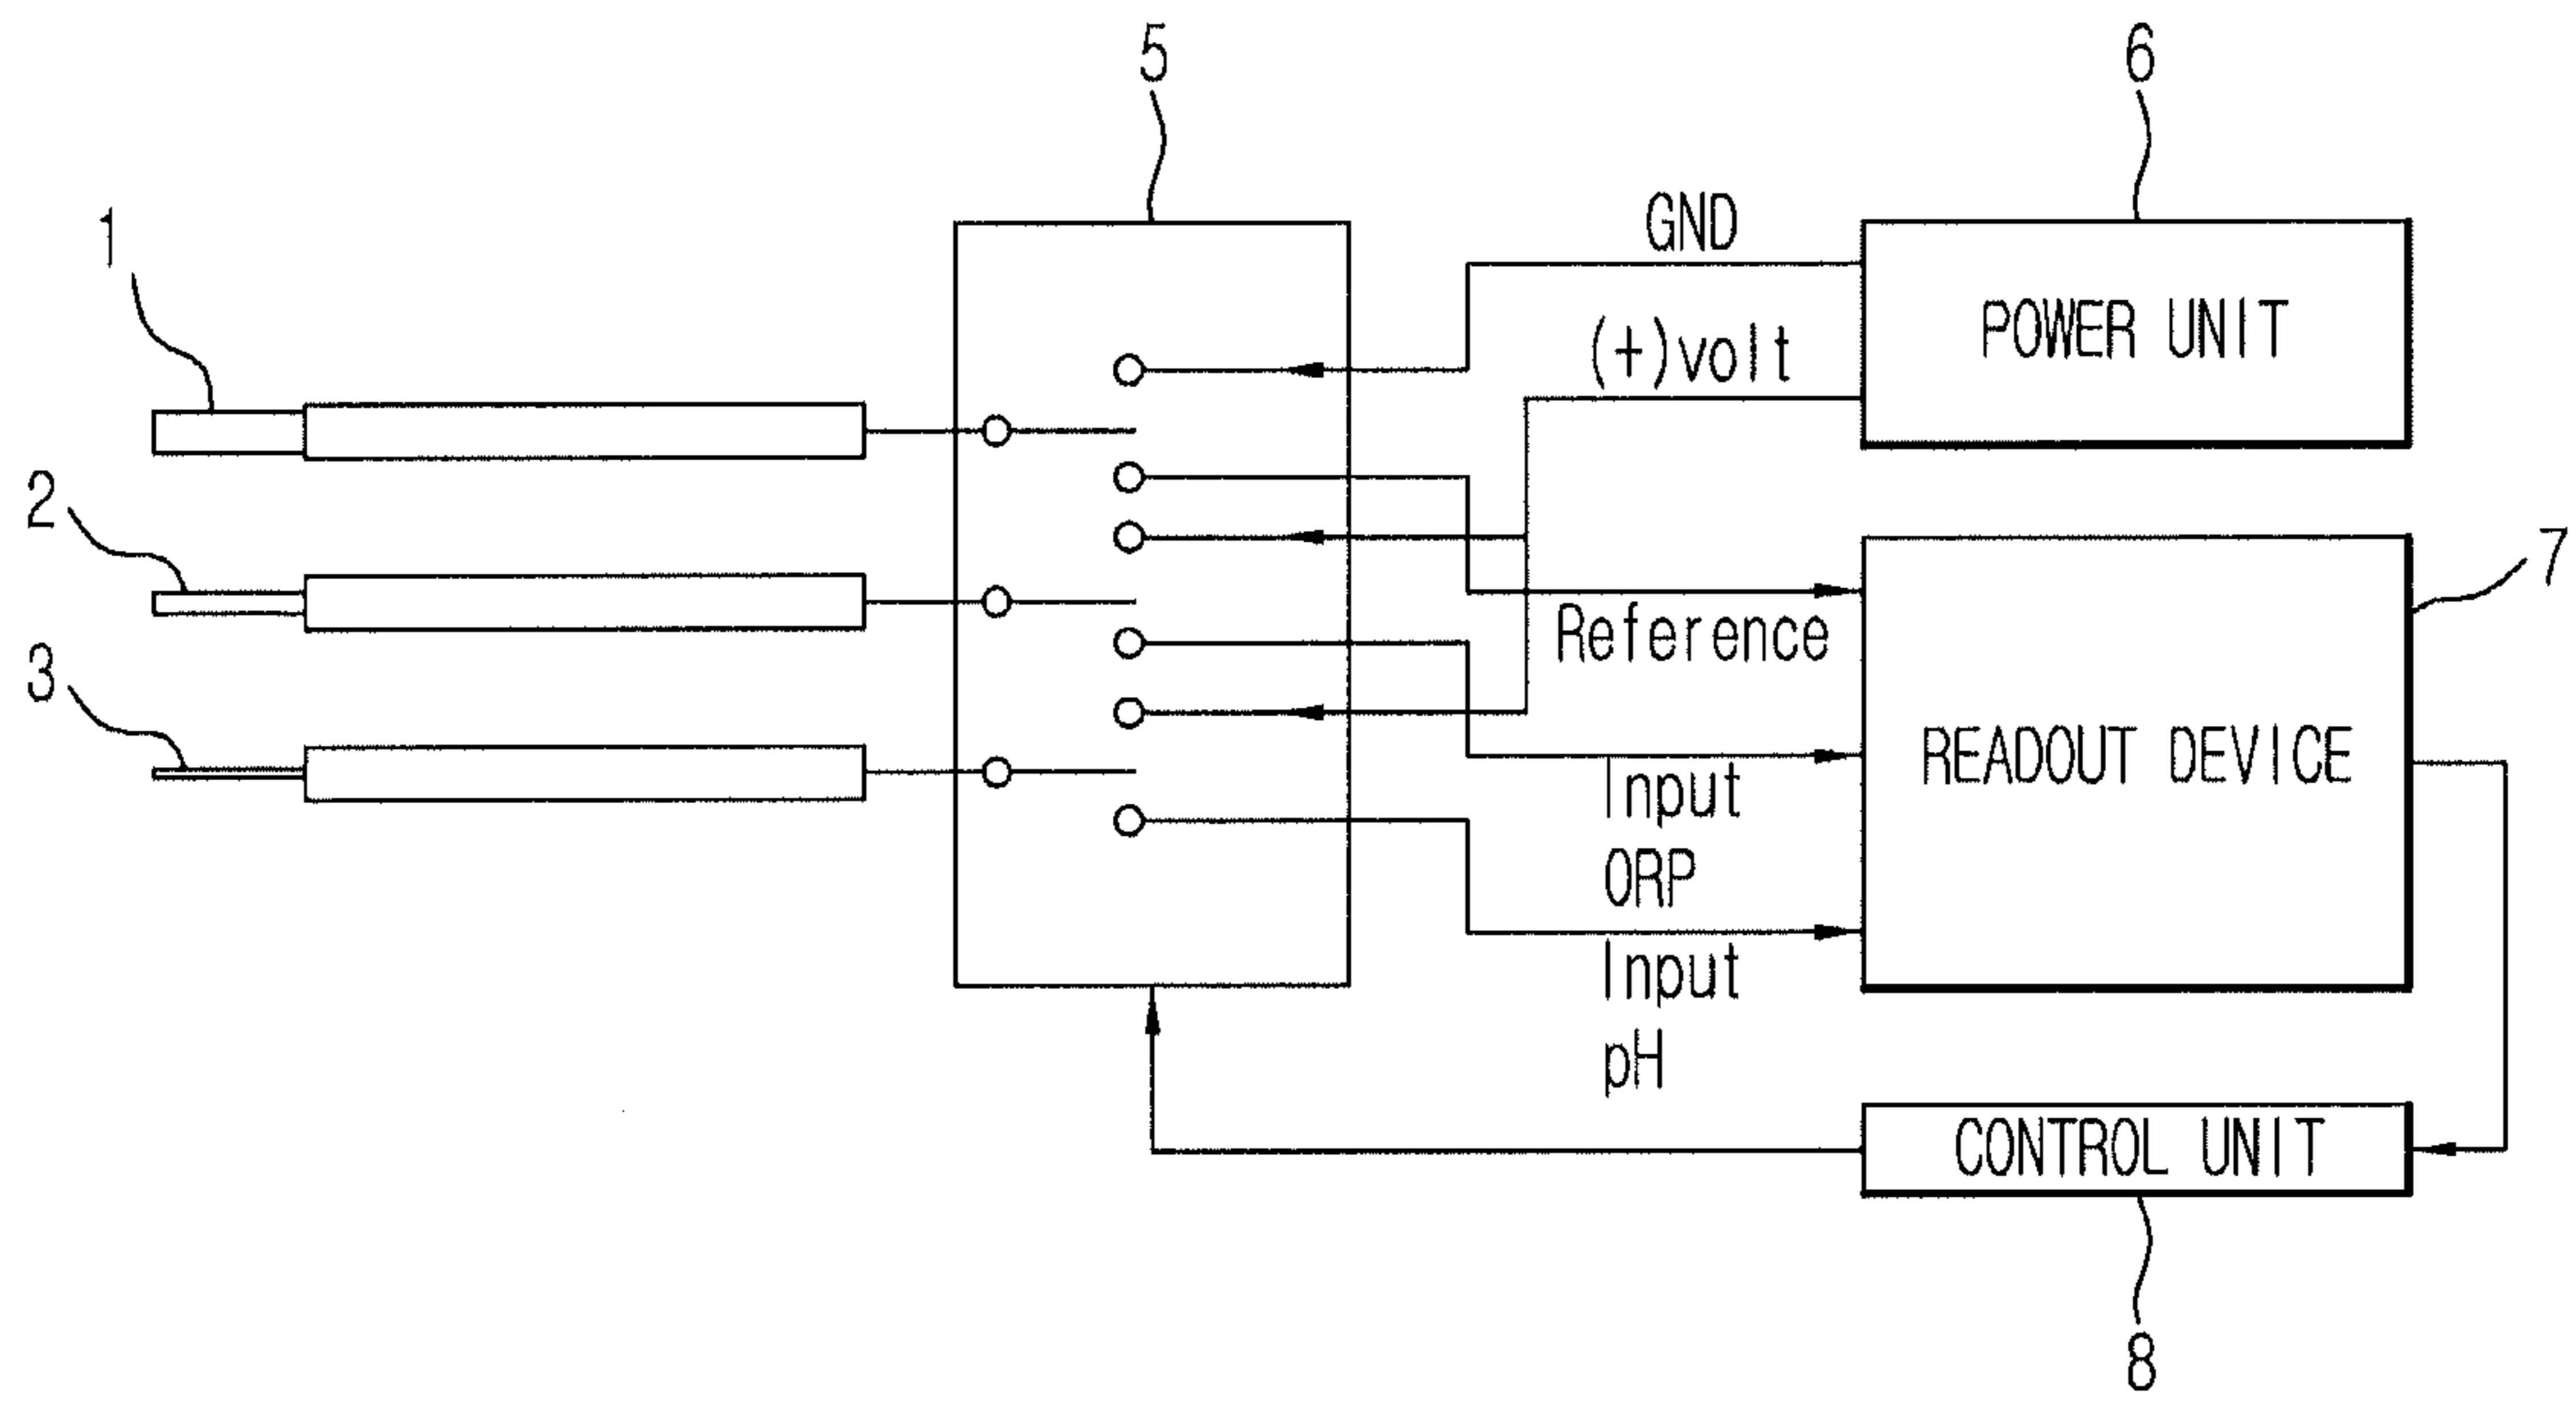 5
6
1
GND
POWER UNIT
(+)volt
2
7
Reference
3
READOUT DEVICE
Input
ORP
Input
pH
CONTROL UNIT
8